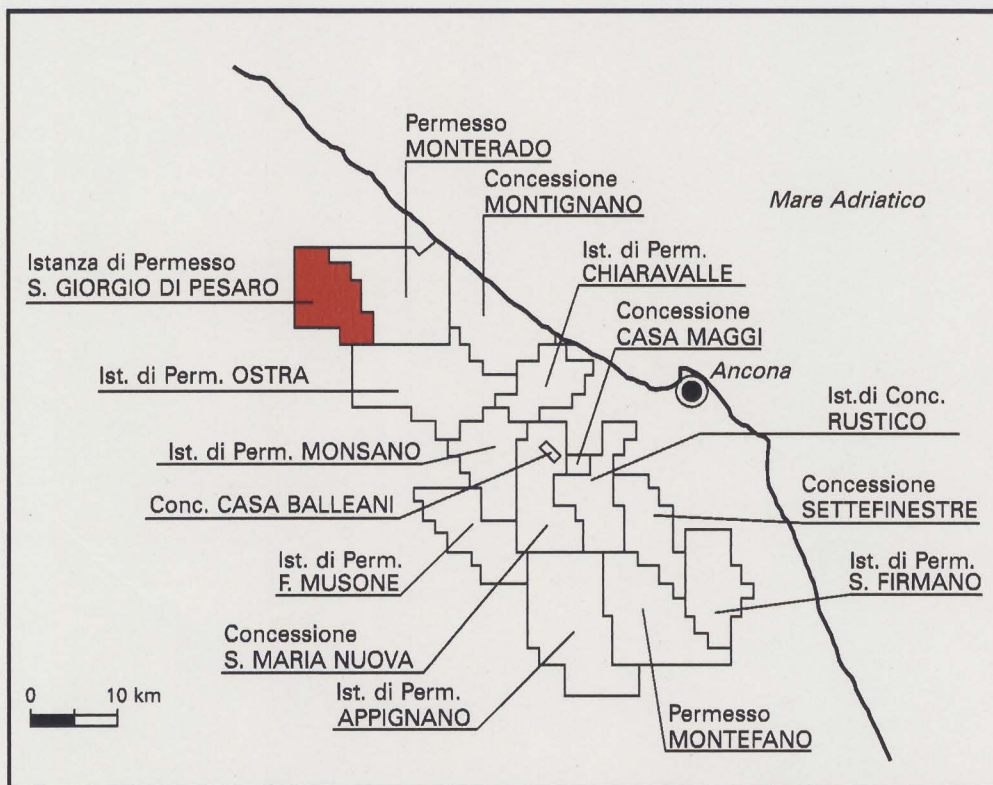 Permesso
MONTERADO
Concessione
MONTIGNANO
Mare Adriatico
Ist. di Perm.
CHIARAVALLE
Istanza di Permesso
S. GIORGIO DI PESARO
Concessione
CASA MAGGI
Ancona
Ist. di Perm. OSTRA
Ist.di Conc.
RUSTICO
Ist. di Perm. MONSANO
Concessione
SETTEFINESTRE
Conc. CASA BALLEANI
Ist. di Perm.
F. MUSONE
Ist. di Perm.
S. FIRMANO
Concessione
S. MARIA NUOVA
Ist. di Perm.
APPIGNANO
Permesso
MONTEFANO
0 10 km